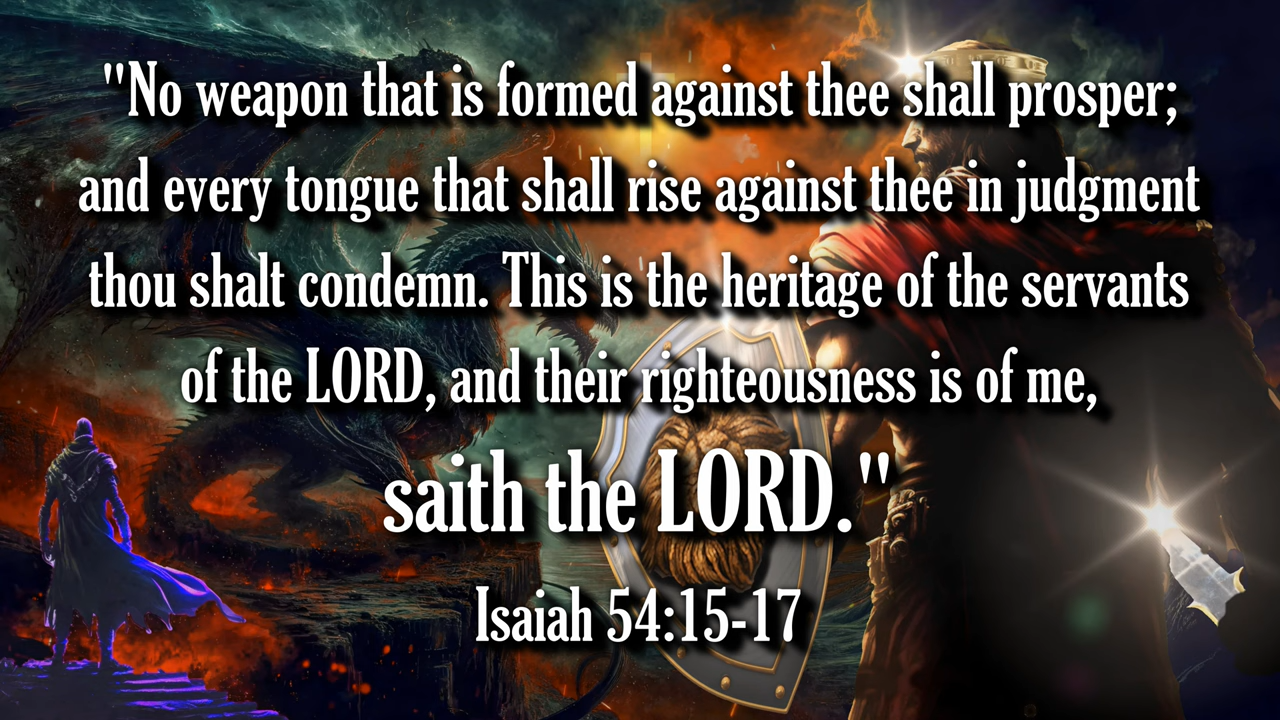 "No weapon that is formed against thee shall prosper;
and every tongue that shall rise against thee in judgment
thou shalt condemn. This is the heritage of the servants
of the LORD, and their righteousness is of me,
saith the LORD."
Isaiah 54:15-17